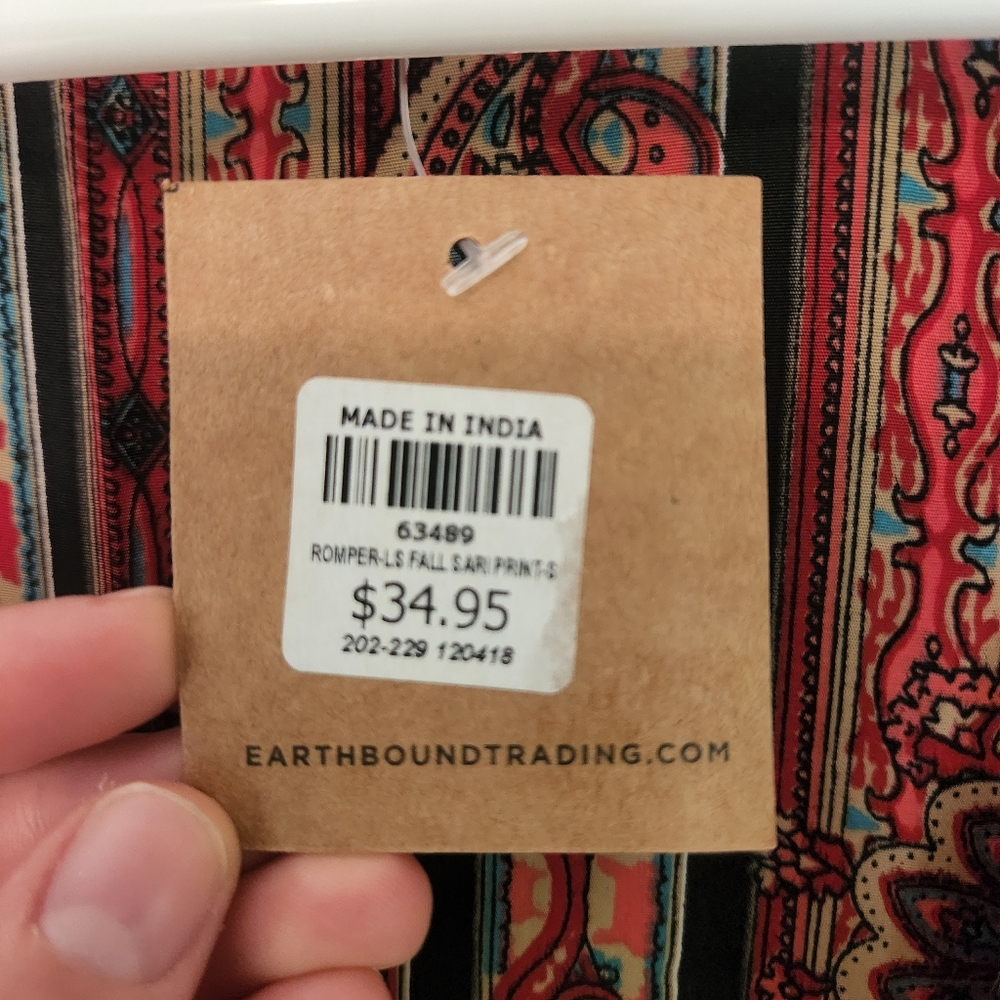 MADE IN INDIA
63489
ROMPER-LS FALL SARI PRINT-S
$34.95
202-229 120418
EARTHBOUNDTRADING.COM